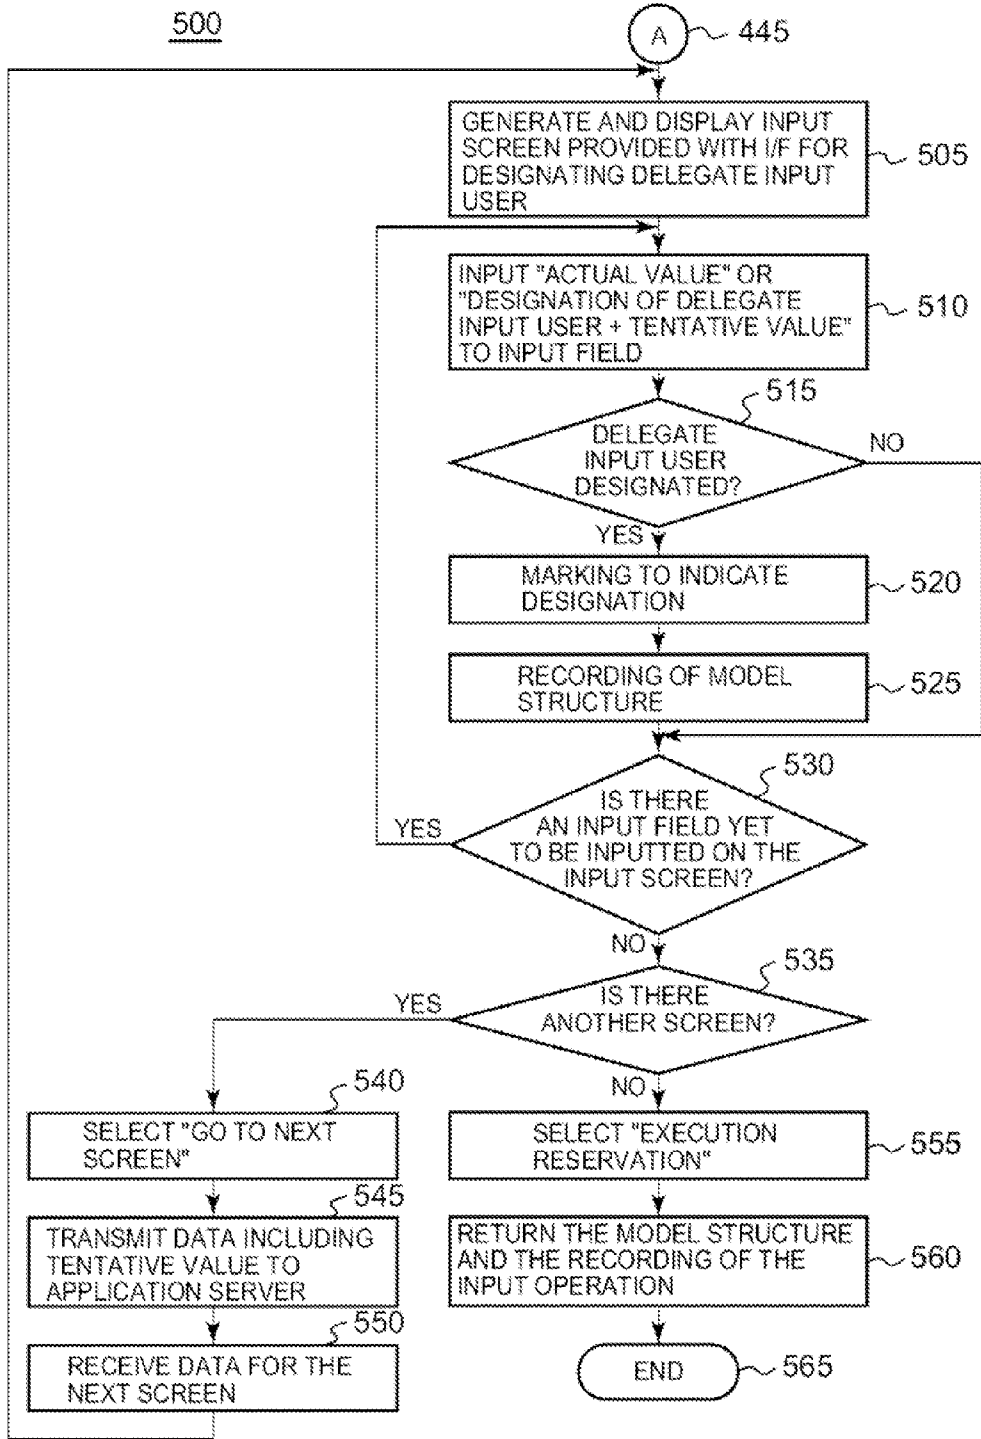 500
A
445
GENERATE AND DISPLAY INPUT
SCREEN PROVIDED WITH I/F FOR
DESIGNATING DELEGATE INPUT
USER
505
INPUT "ACTUAL VALUE" OR
"DESIGNATION OF DELEGATE
INPUT USER + TENTATIVE VALUE"
TO INPUT FIELD
510
515
DELEGATE
INPUT USER
DESIGNATED?
NO
YES
MARKING TO INDICATE
DESIGNATION
520
RECORDING OF MODEL
STRUCTURE
525
530
IS THERE
AN INPUT FIELD YET
TO BE INPUTTED ON THE
INPUT SCREEN?
YES
NO
535
IS THERE
ANOTHER SCREEN?
YES
NO
540
SELECT "GO TO NEXT
SCREEN"
545
TRANSMIT DATA INCLUDING
TENTATIVE VALUE TO
APPLICATION SERVER
550
RECEIVE DATA FOR THE
NEXT SCREEN
SELECT "EXECUTION
RESERVATION"
555
RETURN THE MODEL STRUCTURE
AND THE RECORDING OF THE
INPUT OPERATION
560
END
565